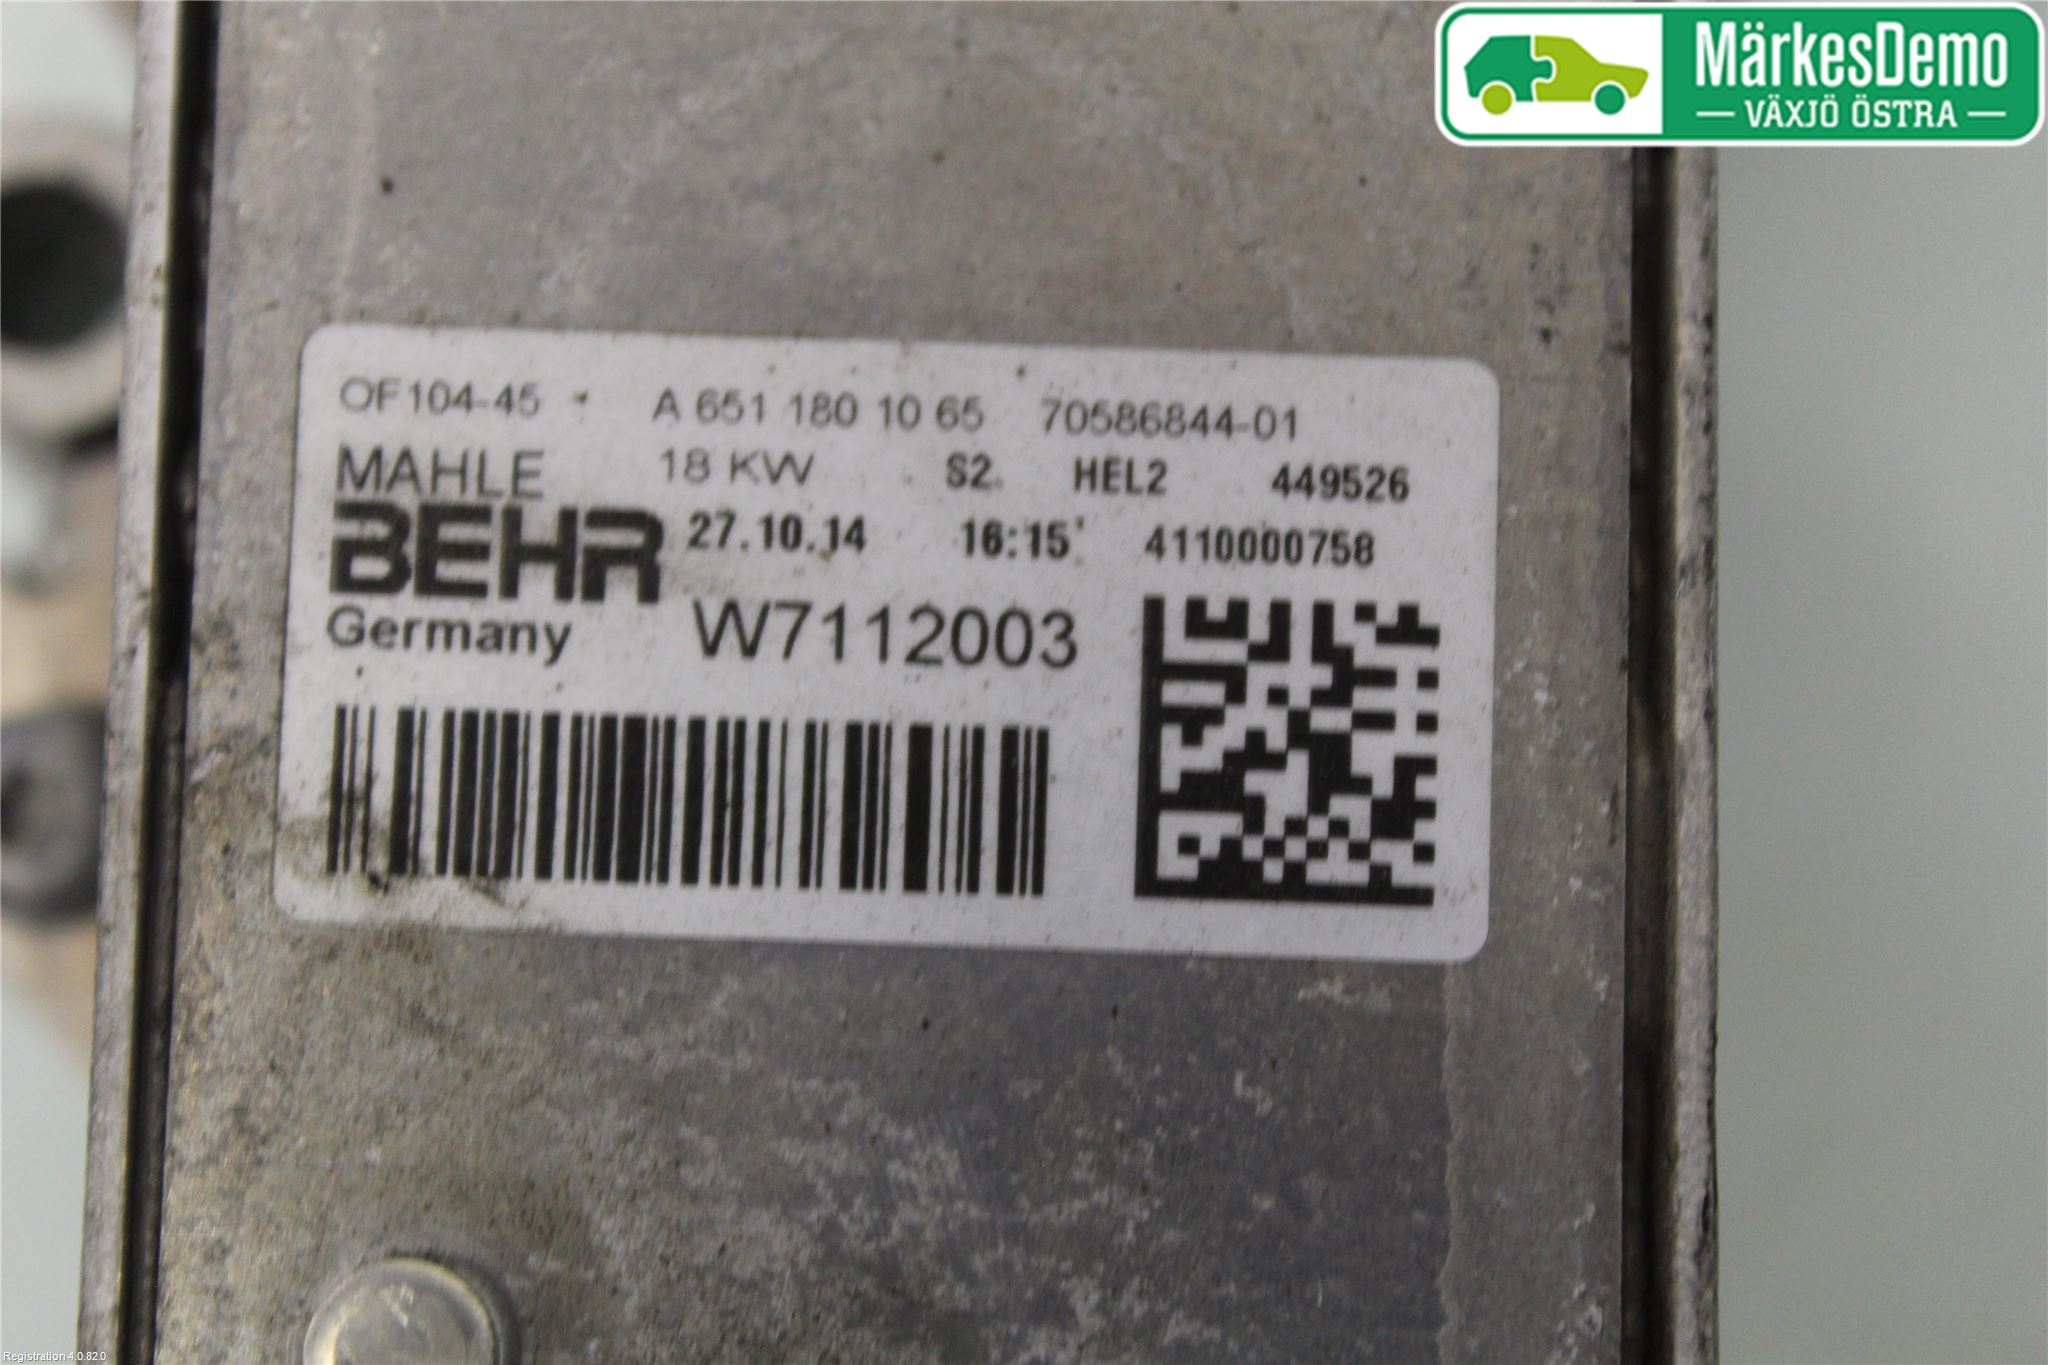 MärkesDemo
VÄXJÖ ÖSTRA
OF104-45 A 651 180 10 65 70586844-01
MAHLE 18 KW S2 HEL2 449526
BEHR 27.10.14 16:15 4110000758
Germany W7112003
Registration 4.0.82.0